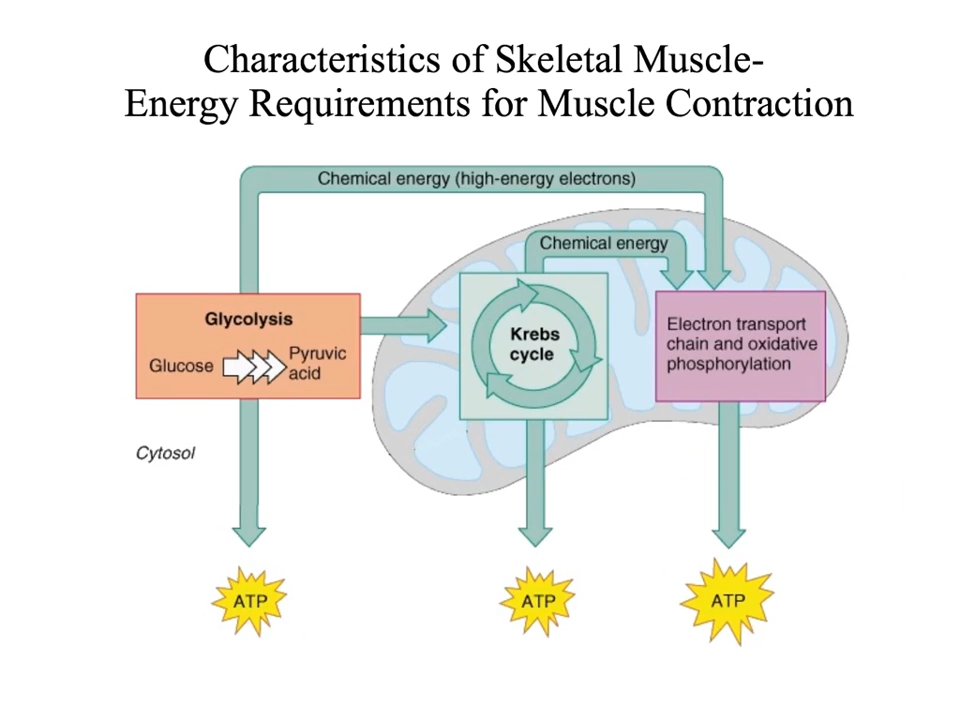 Characteristics of Skeletal Muscle-
Energy Requirements for Muscle Contraction
Chemical energy (high-energy electrons)
Chemical energy
Glycolysis
Glucose
Pyruvic
acid
Krebs
cycle
Electron transport
chain and oxidative
phosphorylation
Cytosol
ATP
ATP
ATP